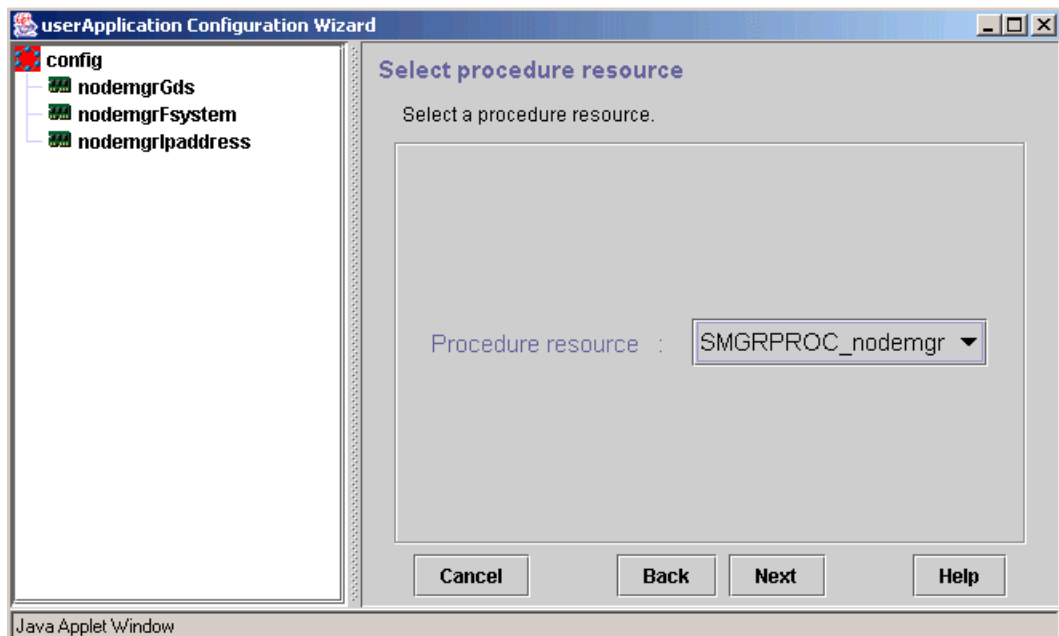 userApplication Configuration Wizard
config
nodemgrGds
nodemgrFsystem
nodemgrIpaddress
Select procedure resource
Select a procedure resource.
Procedure resource : SMGRPROC_nodemgr
Cancel Back Next Help
Java Applet Window